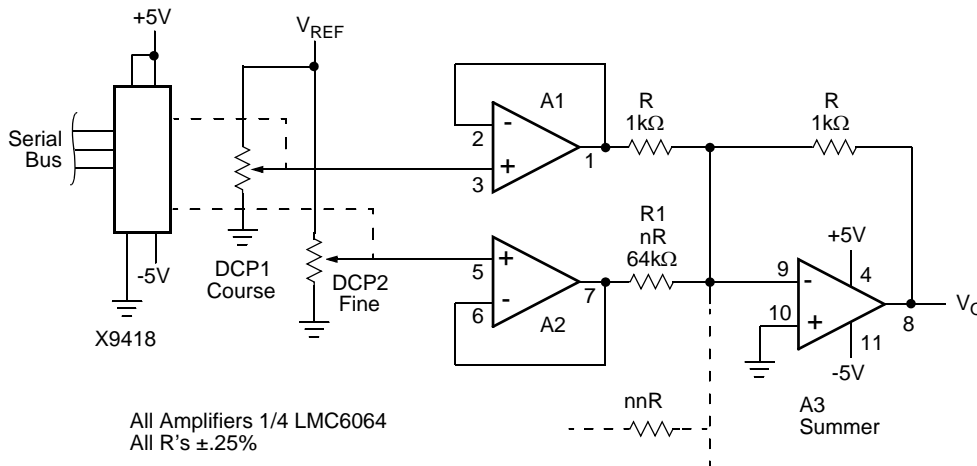 +5V
V_REF
Serial
Bus
-5V
X9418
DCP1
Course
DCP2
Fine
A1
2
-
3
+
1
R
1kΩ
R
1kΩ
5
+
6
-
7
A2
R1
nR
64kΩ
+5V
9
-
4
10
+
8
11
-5V
A3
Summer
nnR
All Amplifiers 1/4 LMC6064
All R's ±.25%